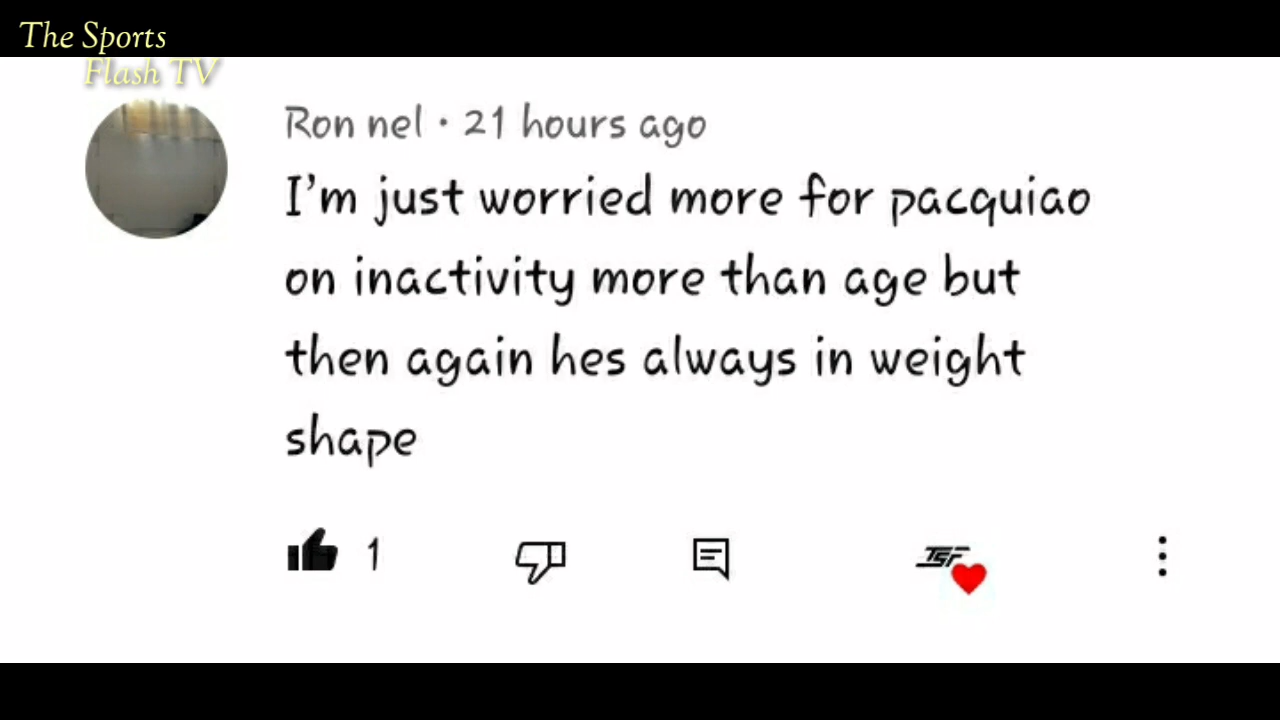 The Sports
Flash TV
Ron nel • 21 hours ago
I'm just worried more for pacquiao
on inactivity more than age but
then again hes always in weight
shape
1
TSF